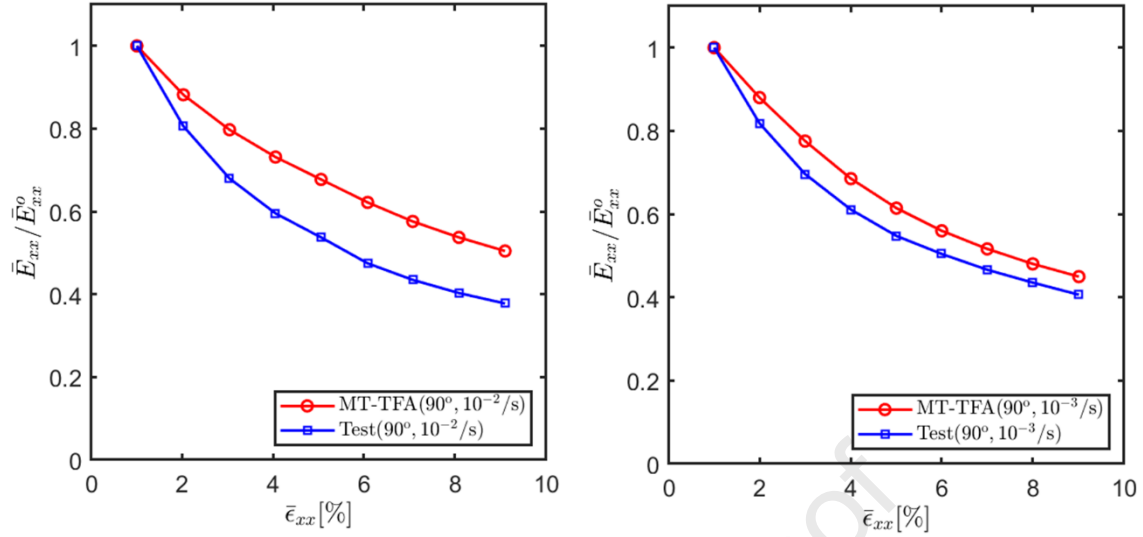 1
0.8
0.6
0.4
0.2
0
0 2 4 6 8 10
Ē_xx/Ē^o_xx
ε̄_xx[%]
MT-TFA(90°, 10⁻²/s)
Test(90°, 10⁻²/s)
1
0.8
0.6
0.4
0.2
0
0 2 4 6 8 10
Ē_xx/Ē^o_xx
ε̄_xx[%]
MT-TFA(90°, 10⁻³/s)
Test(90°, 10⁻³/s)
of